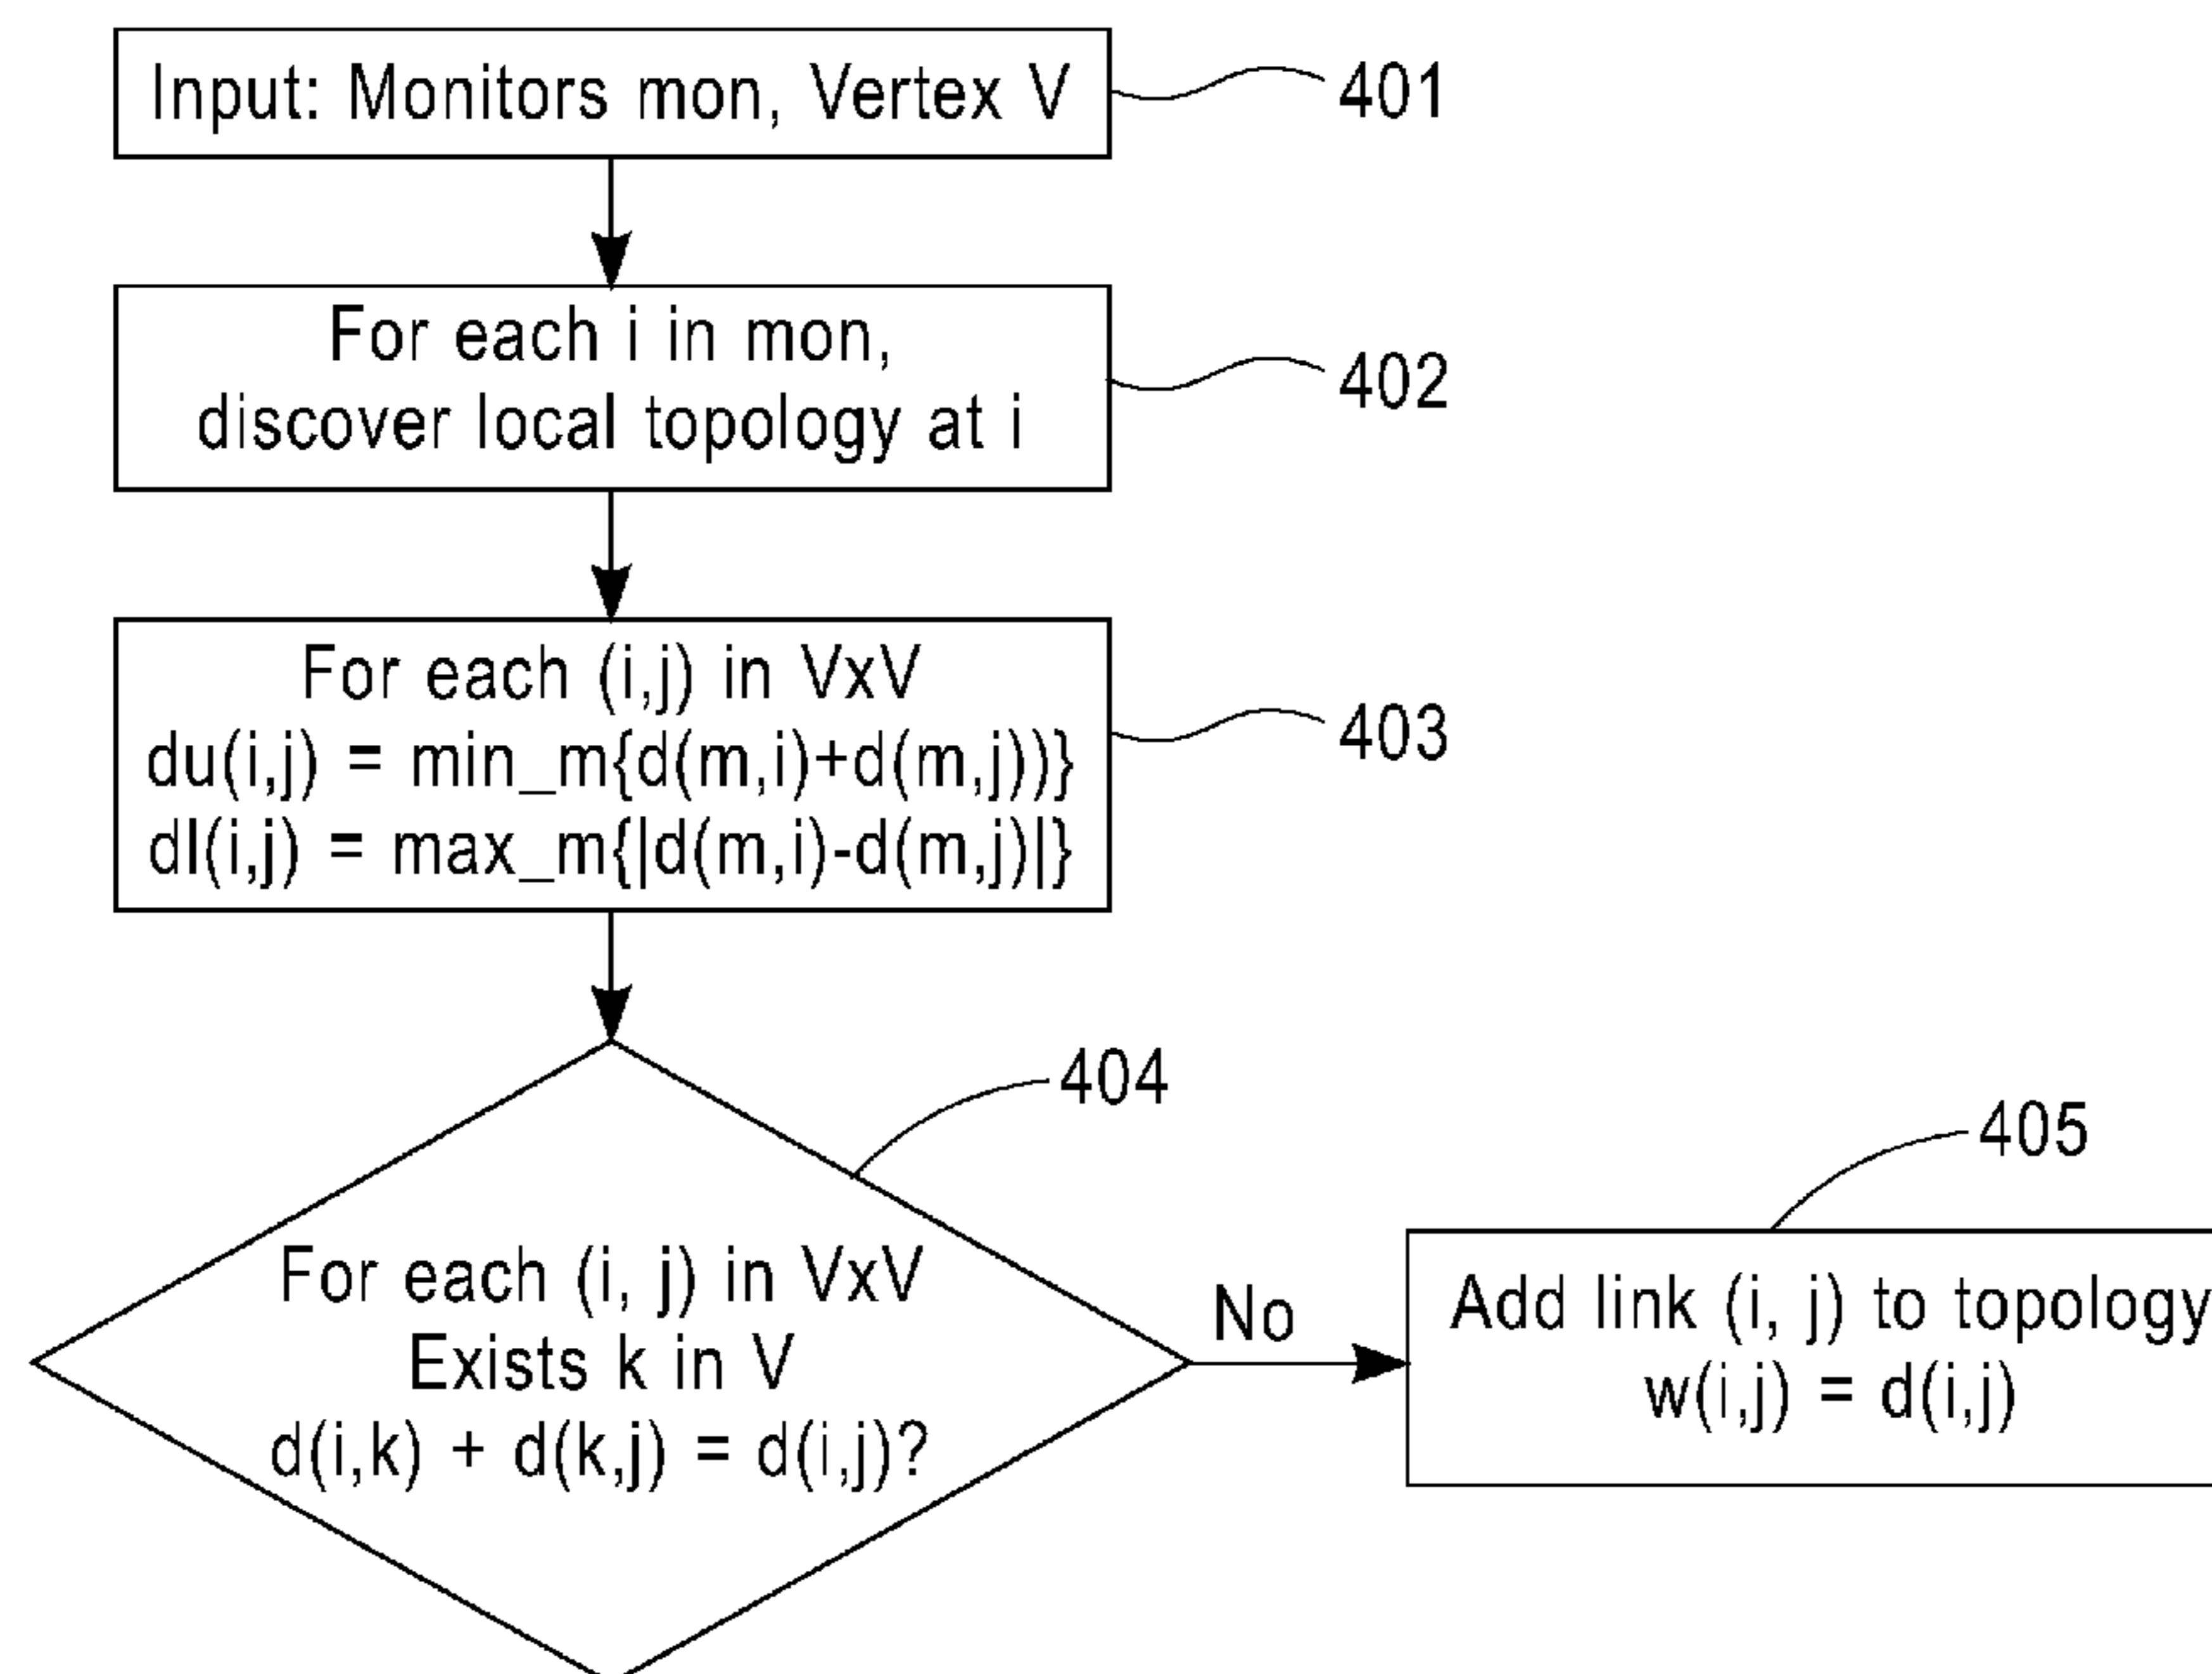 Input: Monitors mon, Vertex V
401
For each i in mon,
discover local topology at i
402
For each (i,j) in VxV
du(i,j) = min_m{d(m,i)+d(m,j))}
dl(i,j) = max_m{|d(m,i)-d(m,j)|}
403
404
For each (i, j) in VxV
Exists k in V
d(i,k) + d(k,j) = d(i,j)?
No
405
Add link (i, j) to topology
w(i,j) = d(i,j)